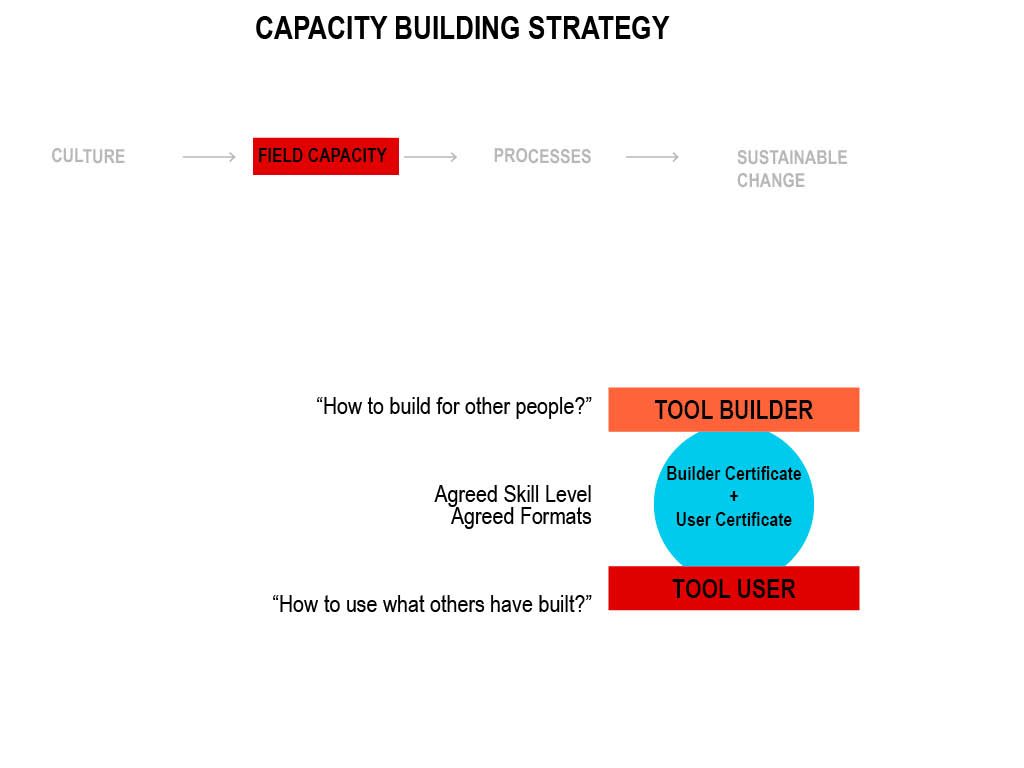 CAPACITY BUILDING STRATEGY
CULTURE
FIELD CAPACITY
PROCESSES
SUSTAINABLE
CHANGE
“How to build for other people?”
TOOL BUILDER
Builder Certificate
+
User Certificate
Agreed Skill Level
Agreed Formats
“How to use what others have built?”
TOOL USER